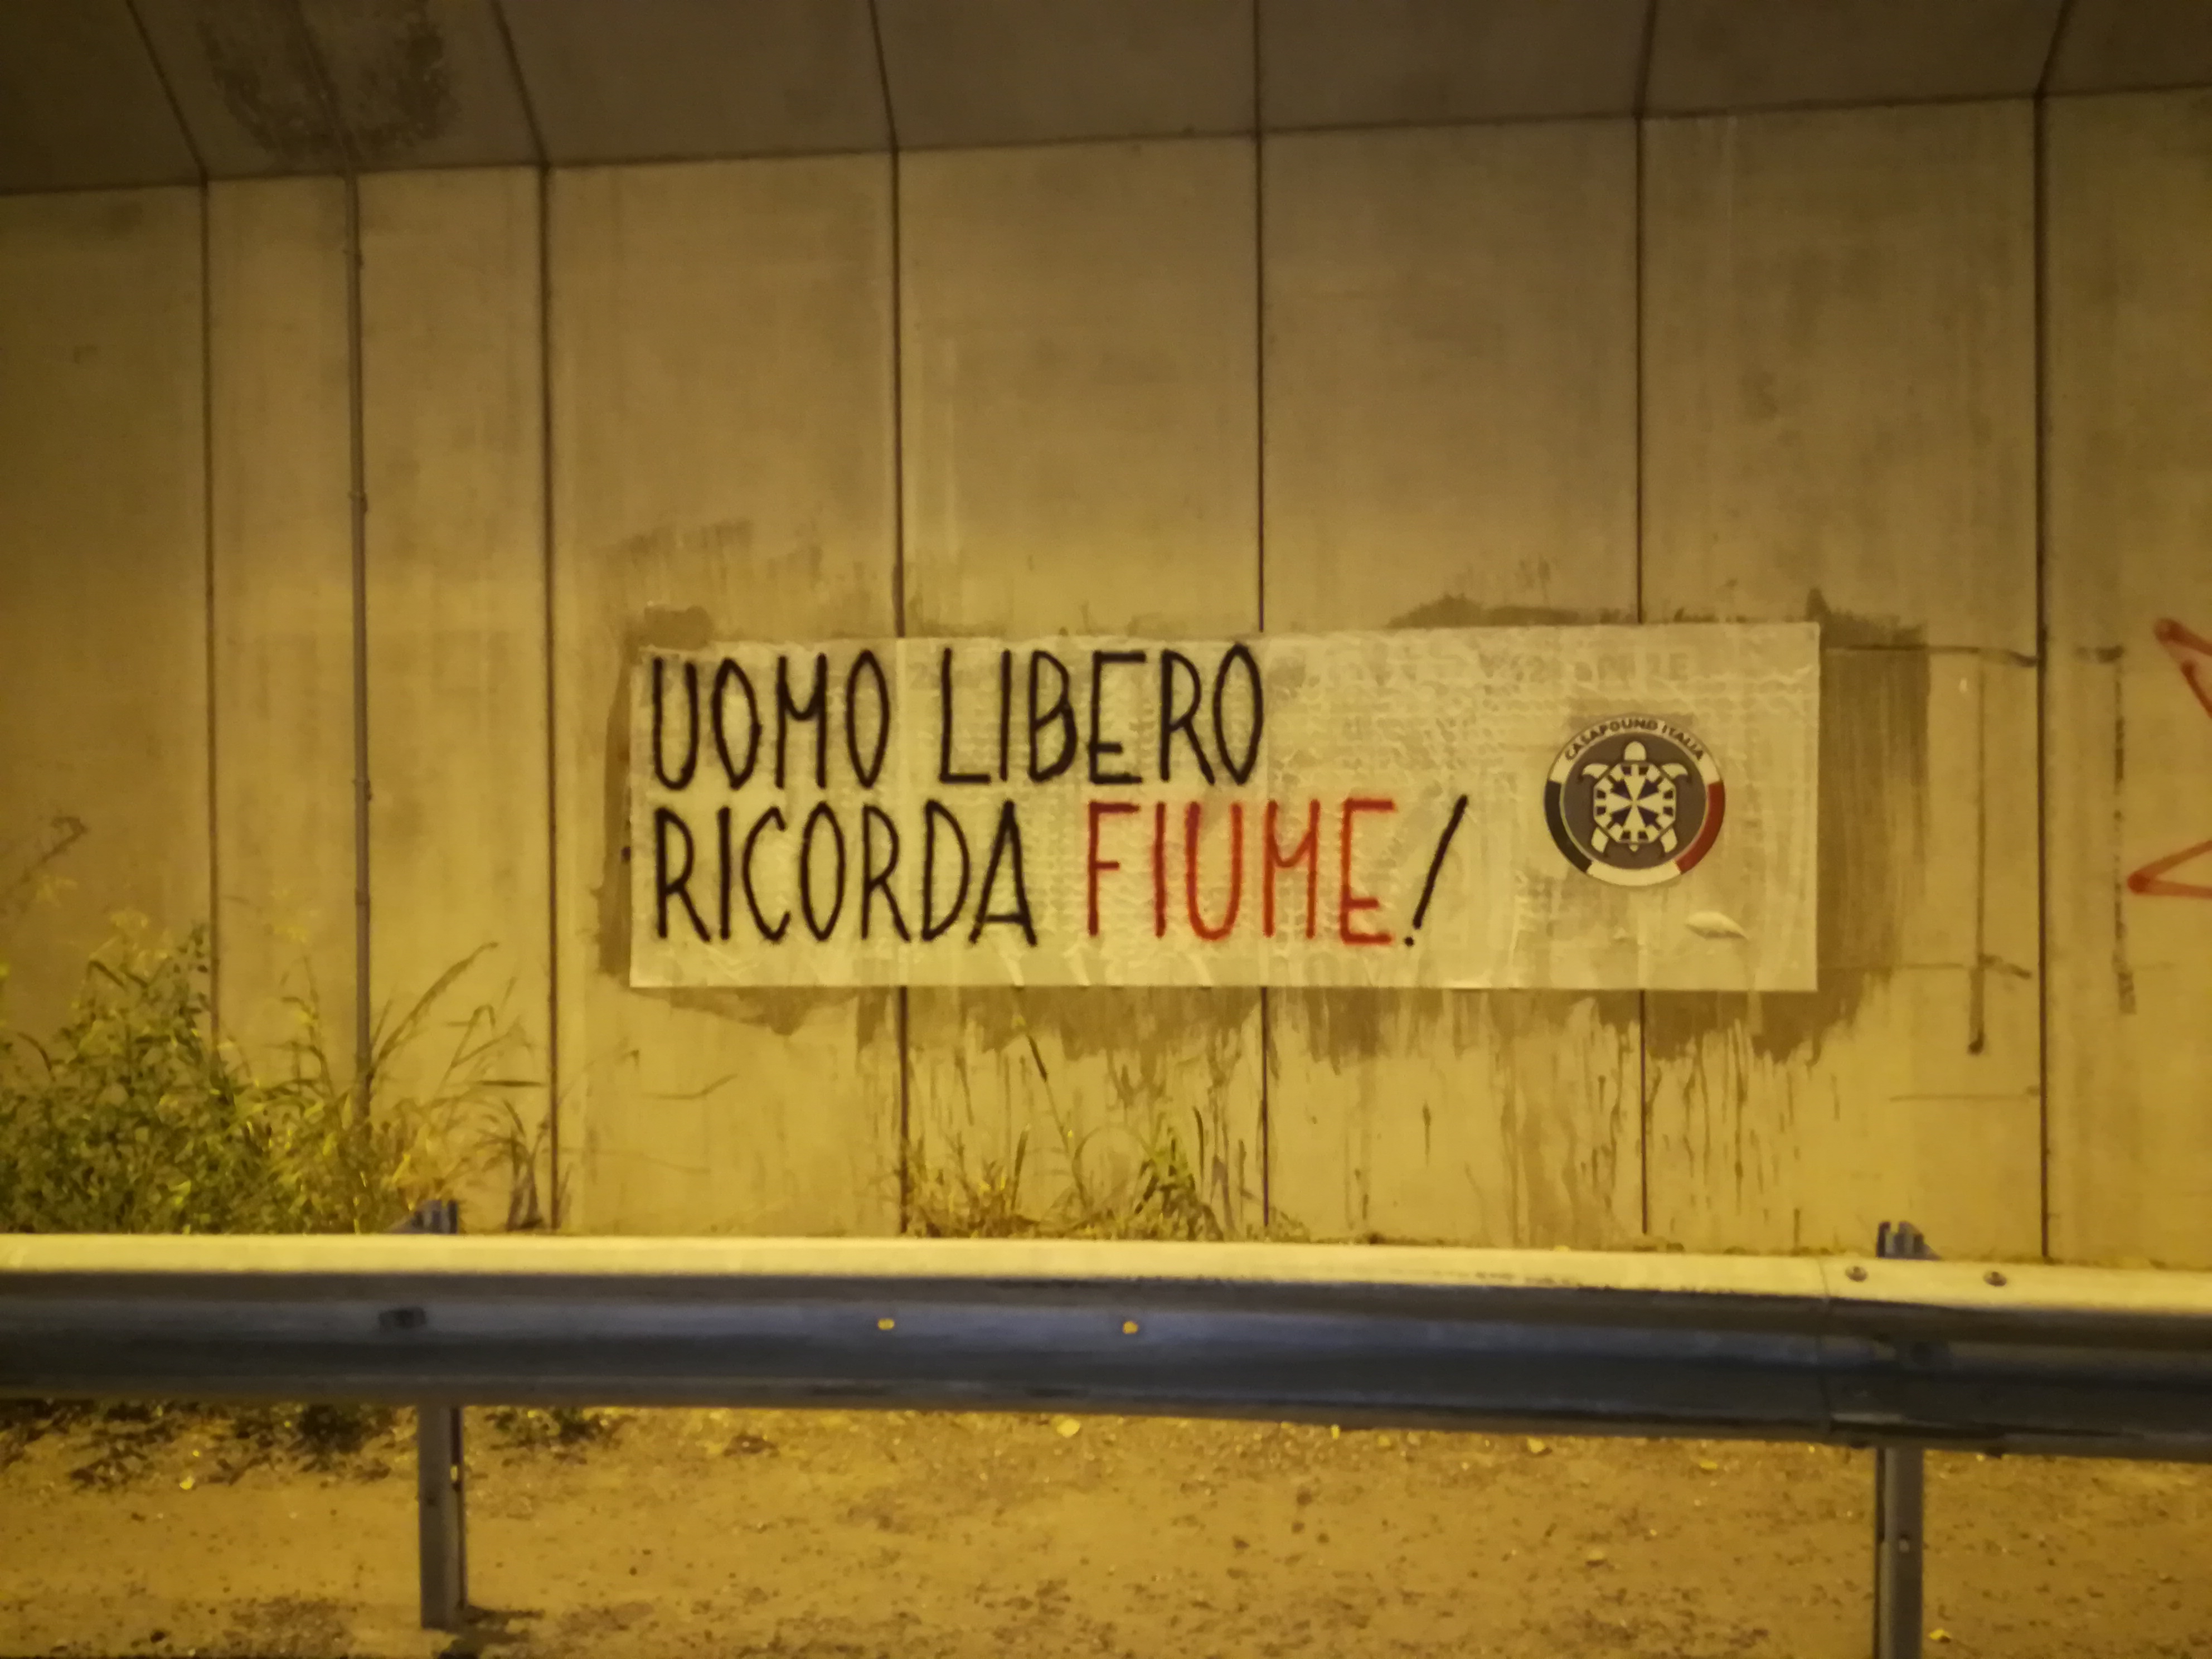 UOMO LIBERO
RICORDA FIUME!
CASAPOUND ITALIA